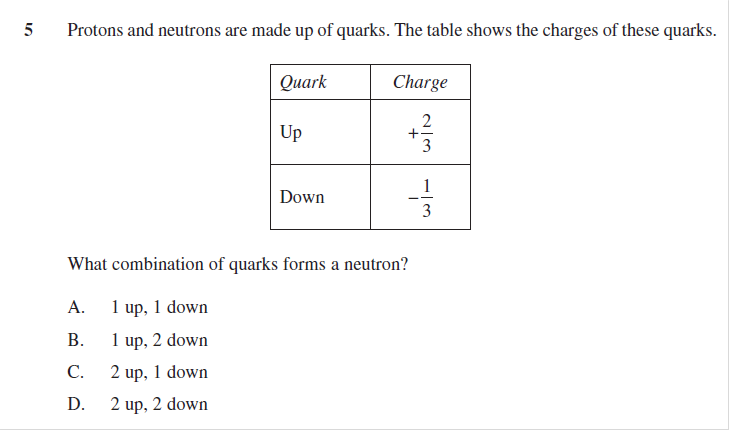 5 Protons and neutrons are made up of quarks. The table shows the charges of these quarks.
Quark Charge
Up +2/3
Down −1/3
What combination of quarks forms a neutron?
A. 1 up, 1 down
B. 1 up, 2 down
C. 2 up, 1 down
D. 2 up, 2 down